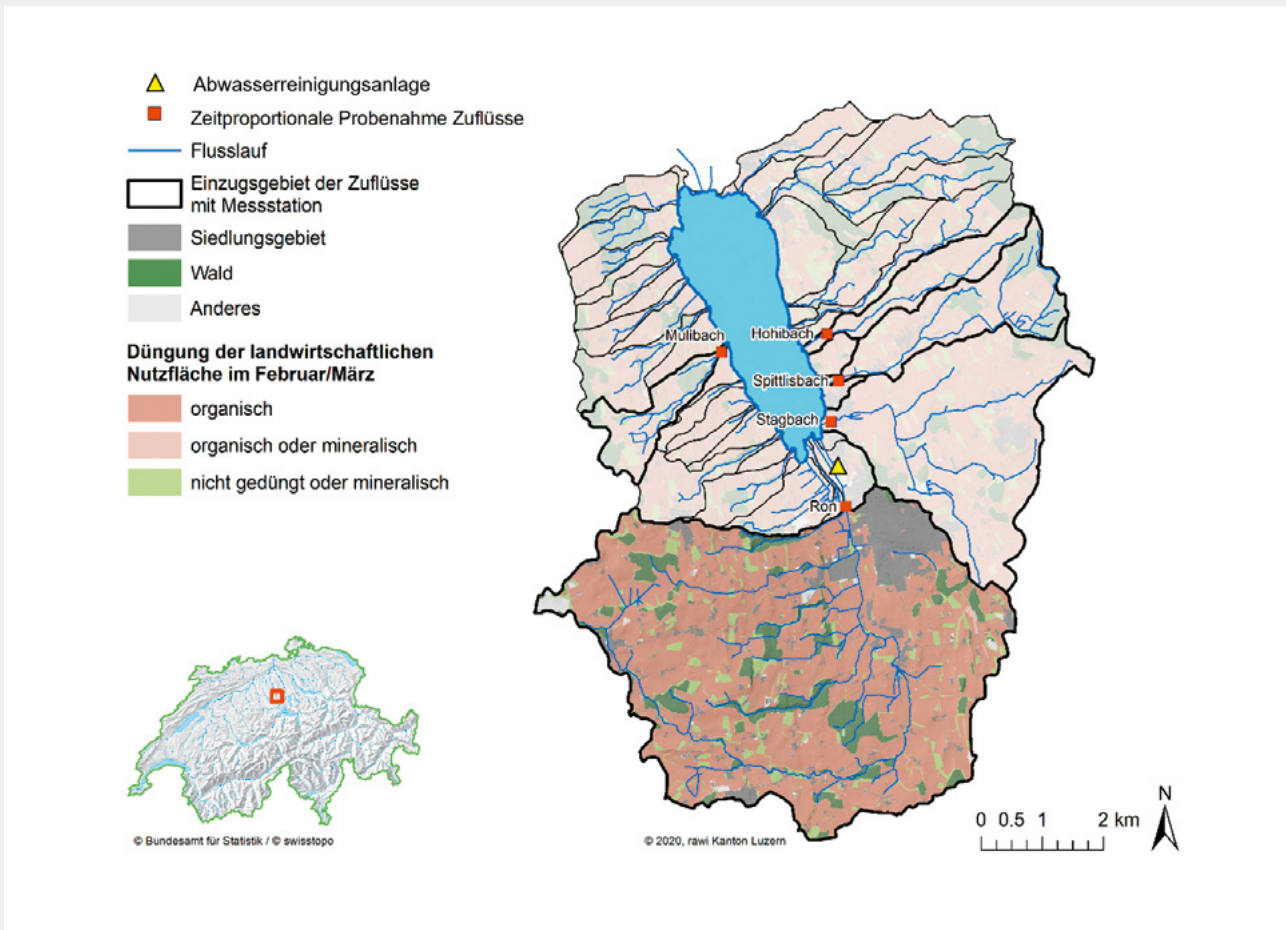 Abwasserreinigungsanlage
Zeitproportionale Probenahme Zuflüsse
Flusslauf
Einzugsgebiet der Zuflüsse
mit Messstation
Siedlungsgebiet
Wald
Anderes
Düngung der landwirtschaftlichen
Nutzfläche im Februar/März
organisch
organisch oder mineralisch
nicht gedüngt oder mineralisch
Mulibach
Hohibach
Spittlisbach
Stagbach
Ron
N
0 0.5 1 2 km
© Bundesamt für Statistik / © swisstopo
© 2020, rawi Kanton Luzern